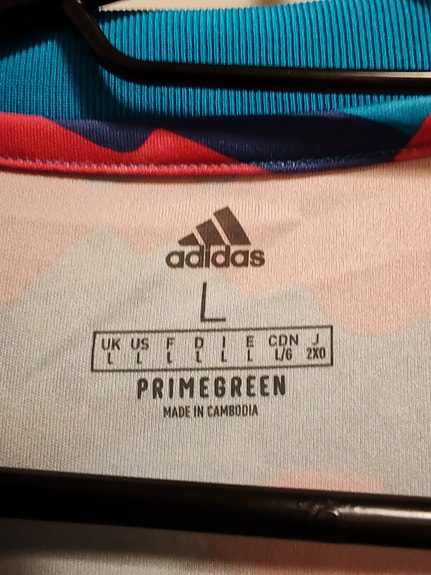 adidas
L
UK US F D I E CDN J
L L L L L L L/G 2XO
PRIMEGREEN
MADE IN CAMBODIA